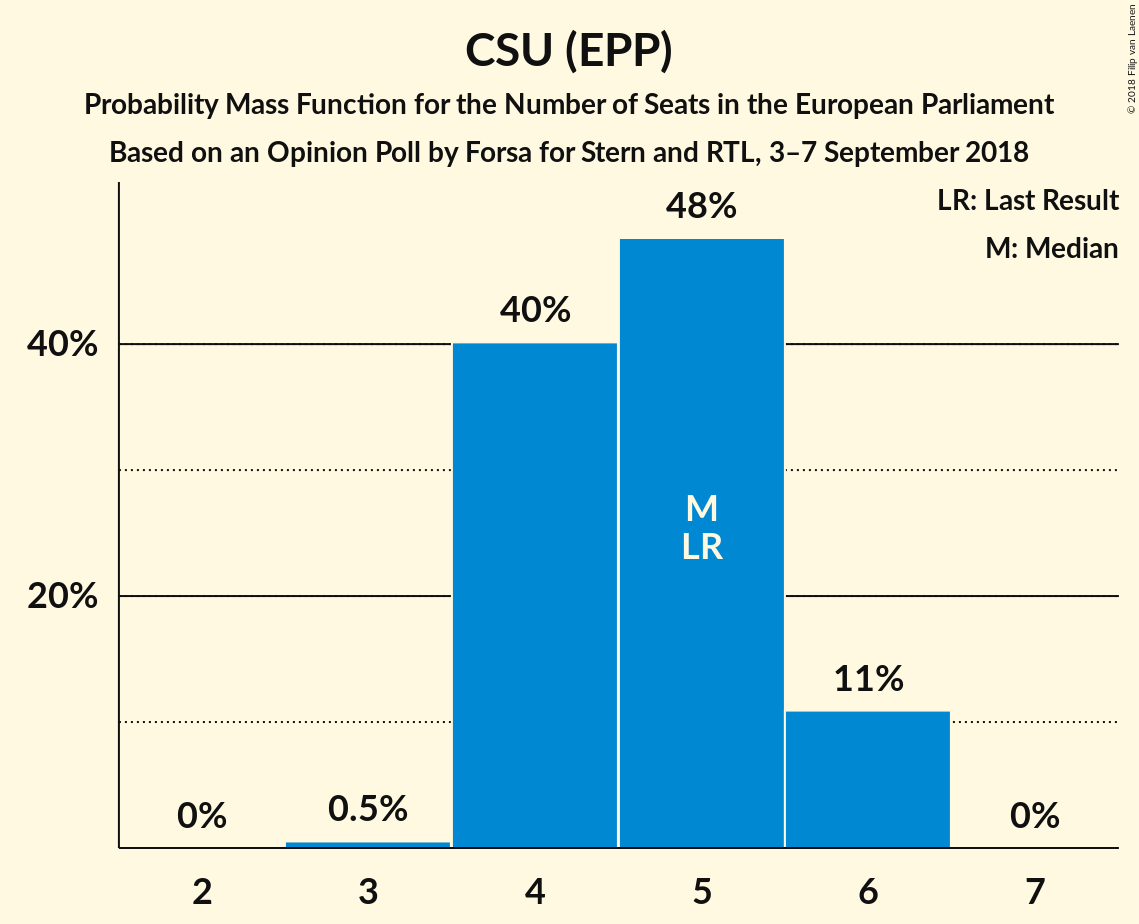 CSU (EPP)
Probability Mass Function for the Number of Seats in the European Parliament
Based on an Opinion Poll by Forsa for Stern and RTL, 3–7 September 2018
© 2018 Filip van Laenen
LR: Last Result
M: Median
48%
40%
40%
M
LR
20%
11%
0%
0.5%
0%
2 3 4 5 6 7